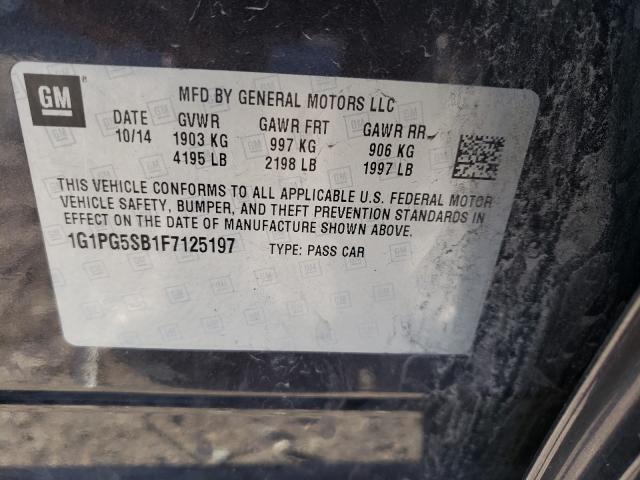 GM ®
MFD BY GENERAL MOTORS LLC
DATE GVWR GAWR FRT GAWR RR
10/14 1903 KG 997 KG 906 KG
4195 LB 2198 LB 1997 LB
THIS VEHICLE CONFORMS TO ALL APPLICABLE U.S. FEDERAL MOTOR
VEHICLE SAFETY, BUMPER, AND THEFT PREVENTION STANDARDS IN
EFFECT ON THE DATE OF MANUFACTURE SHOWN ABOVE.
1G1PG5SB1F7125197 TYPE: PASS CAR